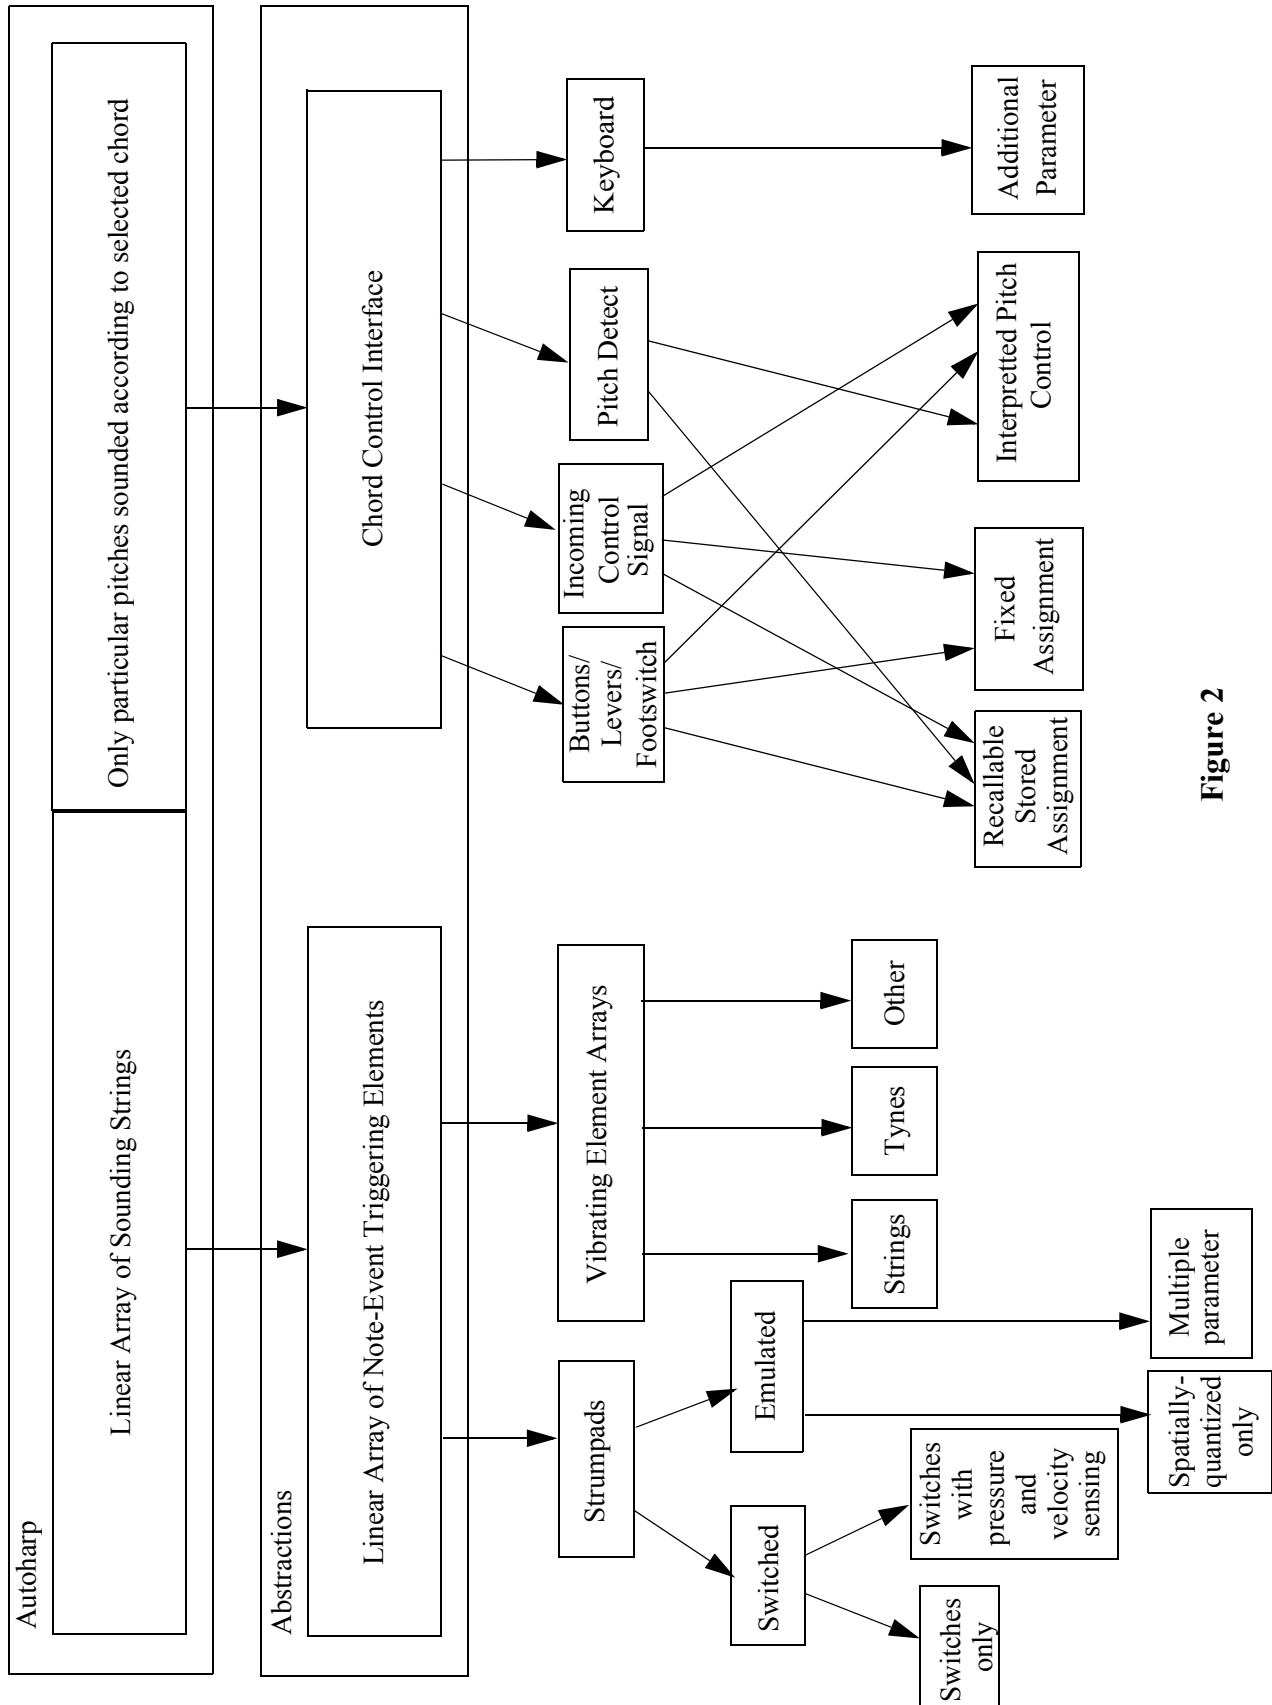 Autoharp
Linear Array of Sounding Strings
Only particular pitches sounded according to selected chord
Abstractions
Linear Array of Note-Event Triggering Elements
Chord Control Interface
Strumpads
Vibrating Element Arrays
Buttons/
Levers/
Footswitch
Incoming
Control
Signal
Pitch Detect
Keyboard
Switched
Emulated
Strings
Tynes
Other
Switches
only
Switches
with
pressure
and
velocity
sensing
Spatially-
quantized
only
Multiple
parameter
Recallable
Stored
Assignment
Fixed
Assignment
Interpretted Pitch
Control
Additional
Parameter
Figure 2